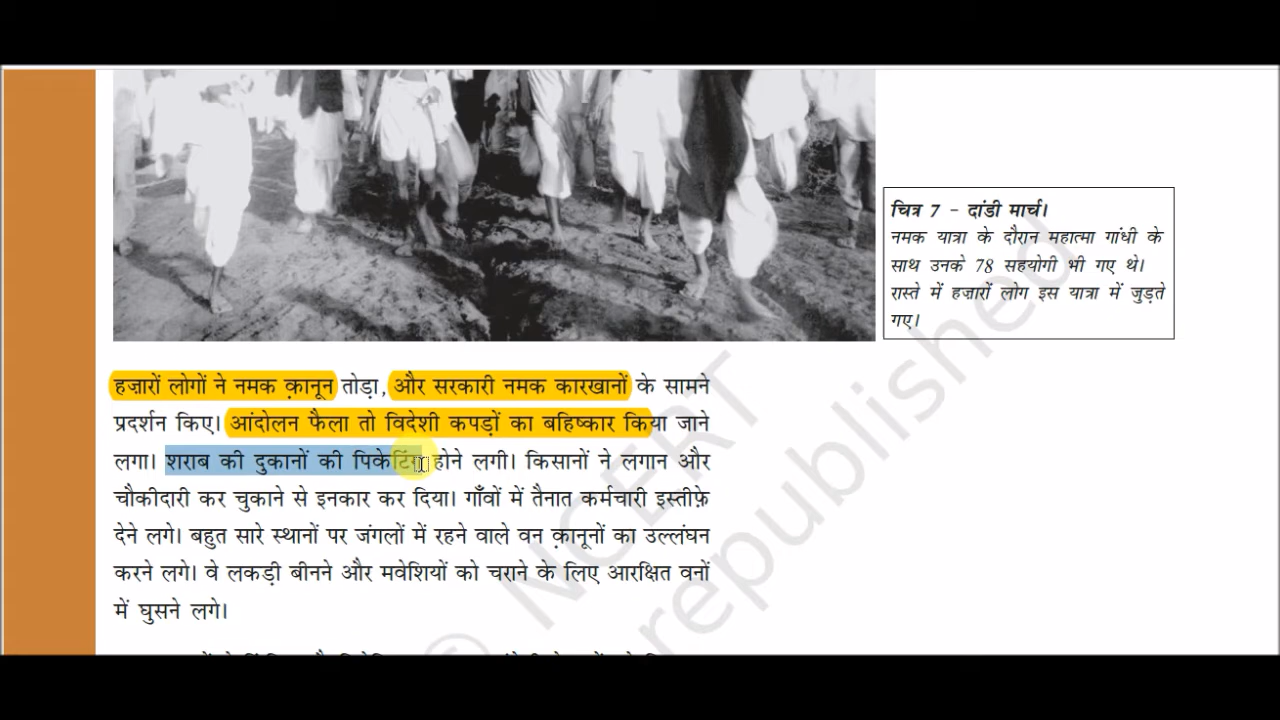 चित्र 7 – दांडी मार्च।
नमक यात्रा के दौरान महात्मा गांधी के
साथ उनके 78 सहयोगी भी गए थे।
रास्ते में हज़ारों लोग इस यात्रा में जुड़ते
गए।
हज़ारों लोगों ने नमक क़ानून तोड़ा, और सरकारी नमक कारखानों के सामने
प्रदर्शन किए। आंदोलन फैला तो विदेशी कपड़ों का बहिष्कार किया जाने
लगा। शराब की दुकानों की पिकेटिंग होने लगी। किसानों ने लगान और
चौकीदारी कर चुकाने से इनकार कर दिया। गाँवों में तैनात कर्मचारी इस्तीफ़े
देने लगे। बहुत सारे स्थानों पर जंगलों में रहने वाले वन क़ानूनों का उल्लंघन
करने लगे। वे लकड़ी बीनने और मवेशियों को चराने के लिए आरक्षित वनों
में घुसने लगे।
© NCERT
republished